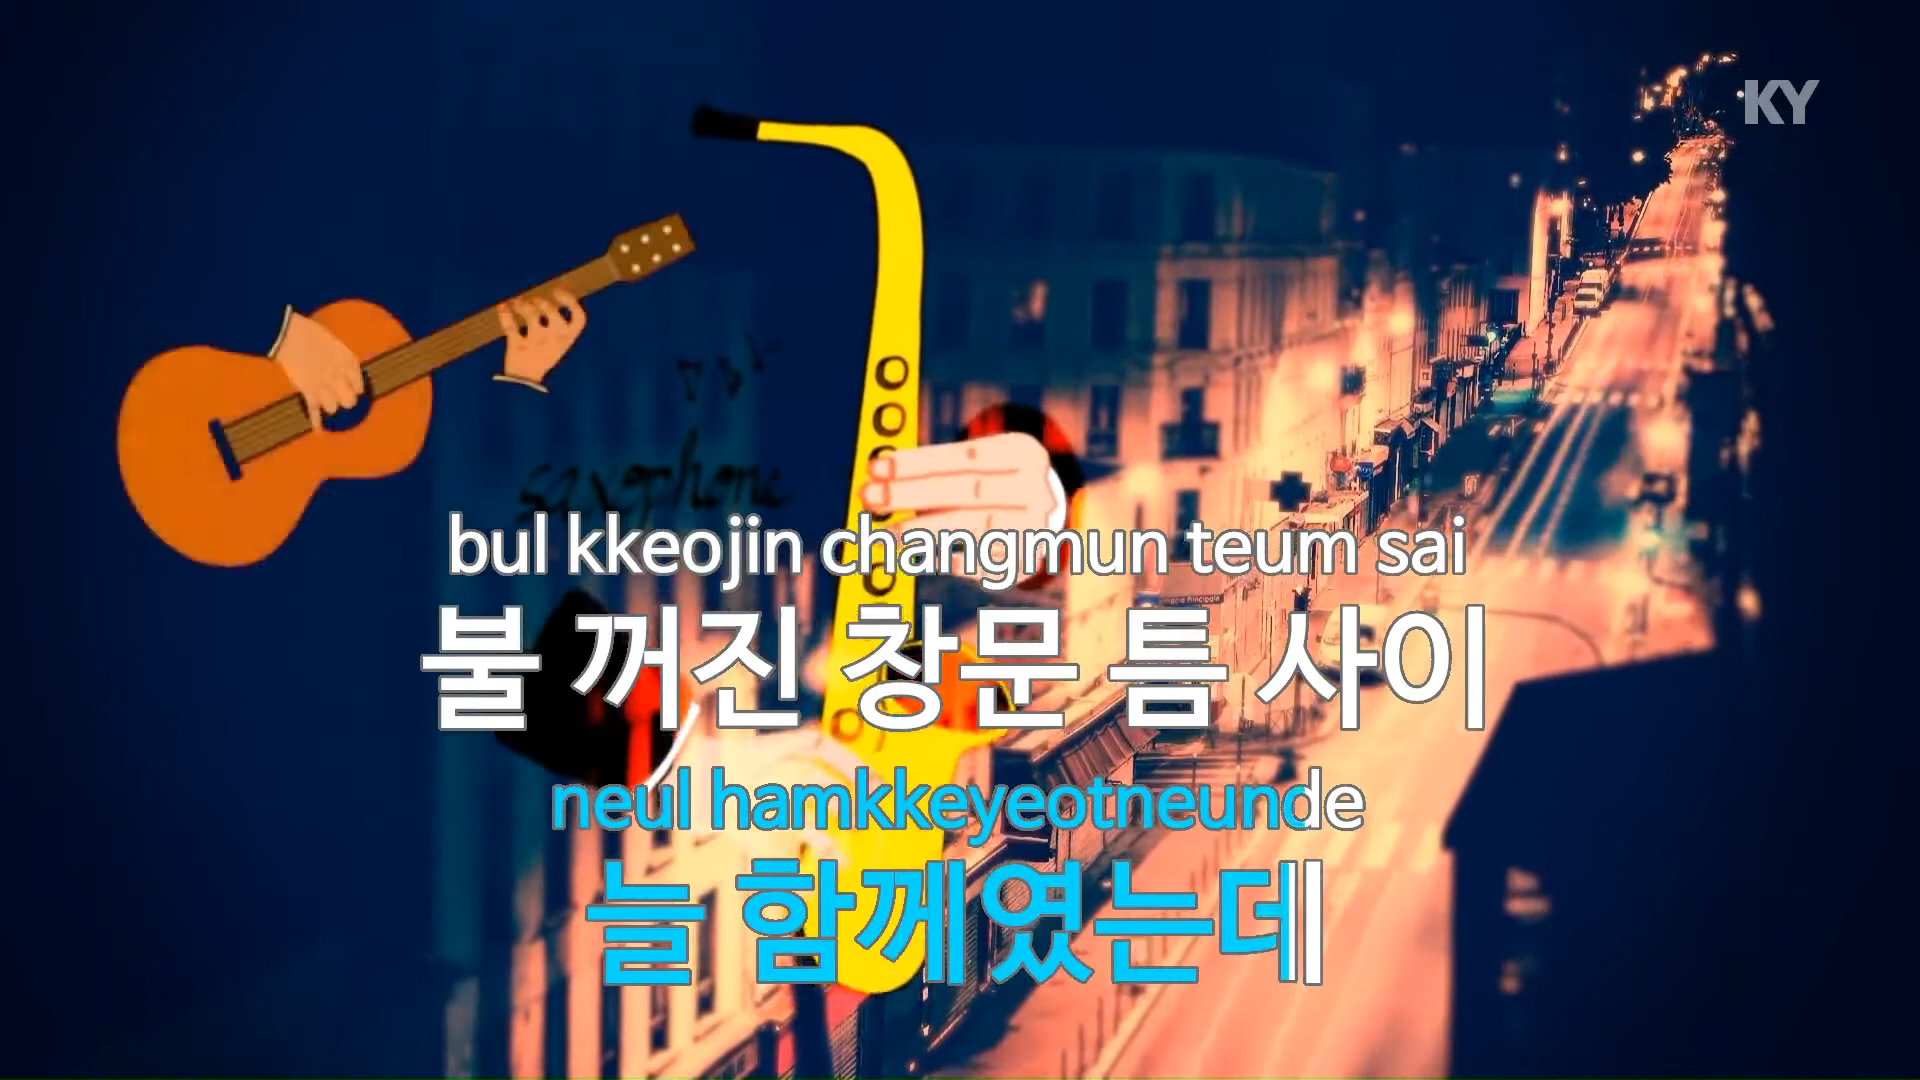 KY
saxophone
bul kkeojin changmun teum sai
불 꺼진 창문 틈 사이
neul hamkkeyeotneunde
늘 함께였는데